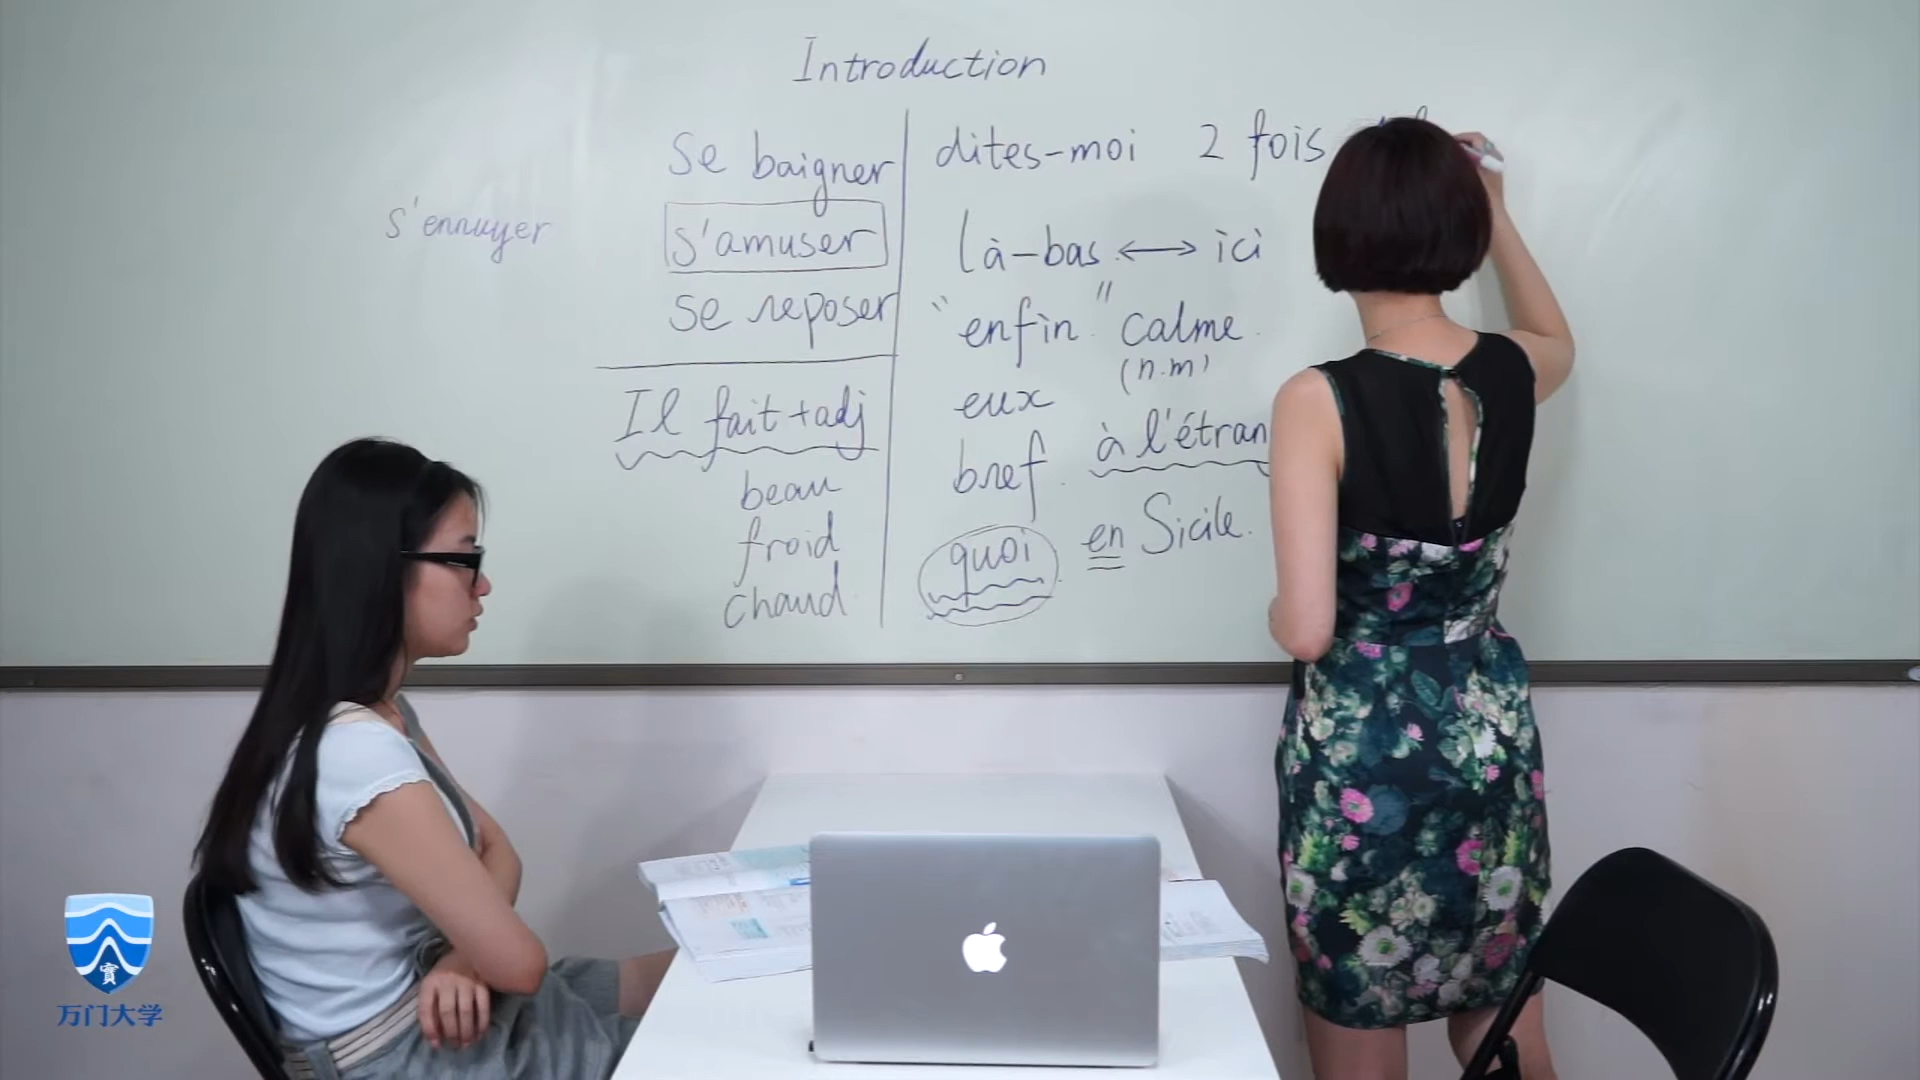 Introduction
s'ennuyer
se baigner
s'amuser
se reposer
Il fait + adj
beau
froid
chaud
dites-moi 2 fois
là-bas ↔ ici
"enfin" calme.
(n.m)
eux
bref. à l'étran
quoi en Sicile.
實
万门大学